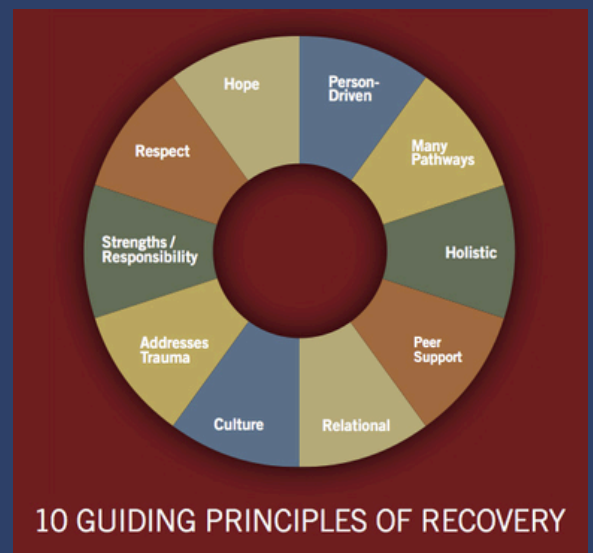 Hope
Person-
Driven
Many
Pathways
Holistic
Peer
Support
Relational
Culture
Addresses
Trauma
Strengths /
Responsibility
Respect
10 GUIDING PRINCIPLES OF RECOVERY